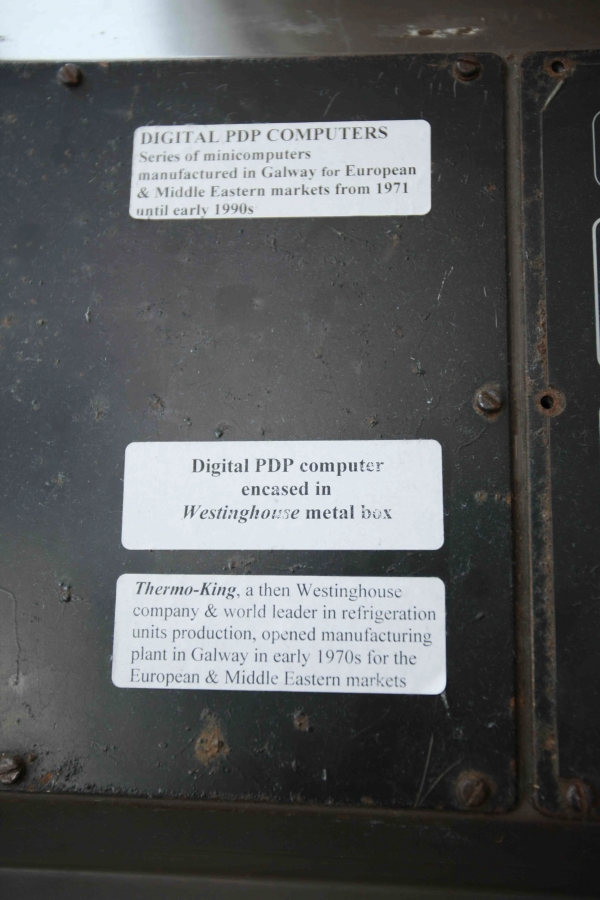 DIGITAL PDP COMPUTERS
Series of minicomputers
manufactured in Galway for European
& Middle Eastern markets from 1971
until early 1990s
Digital PDP computer
encased in
Westinghouse metal box
Thermo-King, a then Westinghouse
company & world leader in refrigeration
units production, opened manufacturing
plant in Galway in early 1970s for the
European & Middle Eastern markets